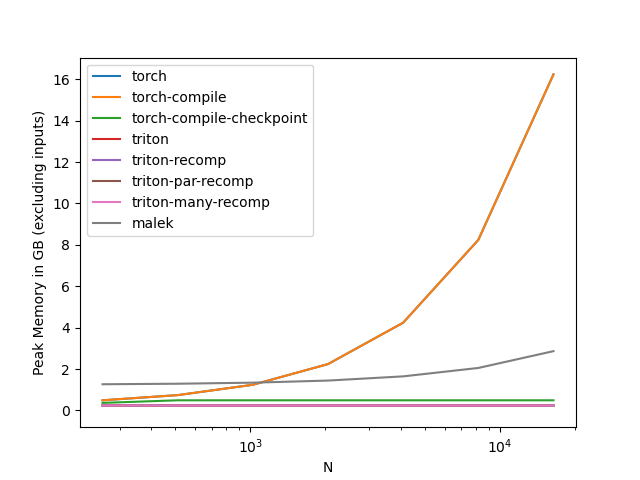 Peak Memory in GB (excluding inputs)
16
14
12
10
8
6
4
2
0
torch
torch-compile
torch-compile-checkpoint
triton
triton-recomp
triton-par-recomp
triton-many-recomp
malek
10³ 10⁴
N